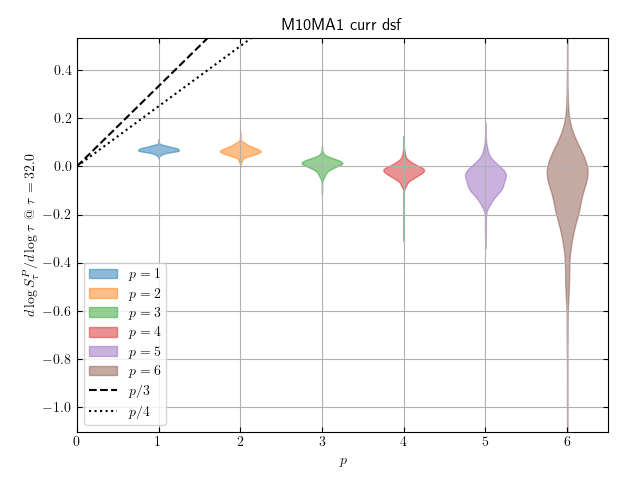 M10MA1 curr dsf
d log S_τ^P / d log τ @ τ = 32.0
0.4
0.2
0.0
−0.2
−0.4
−0.6
−0.8
−1.0
p = 1
p = 2
p = 3
p = 4
p = 5
p = 6
p/3
p/4
0 1 2 3 4 5 6
p